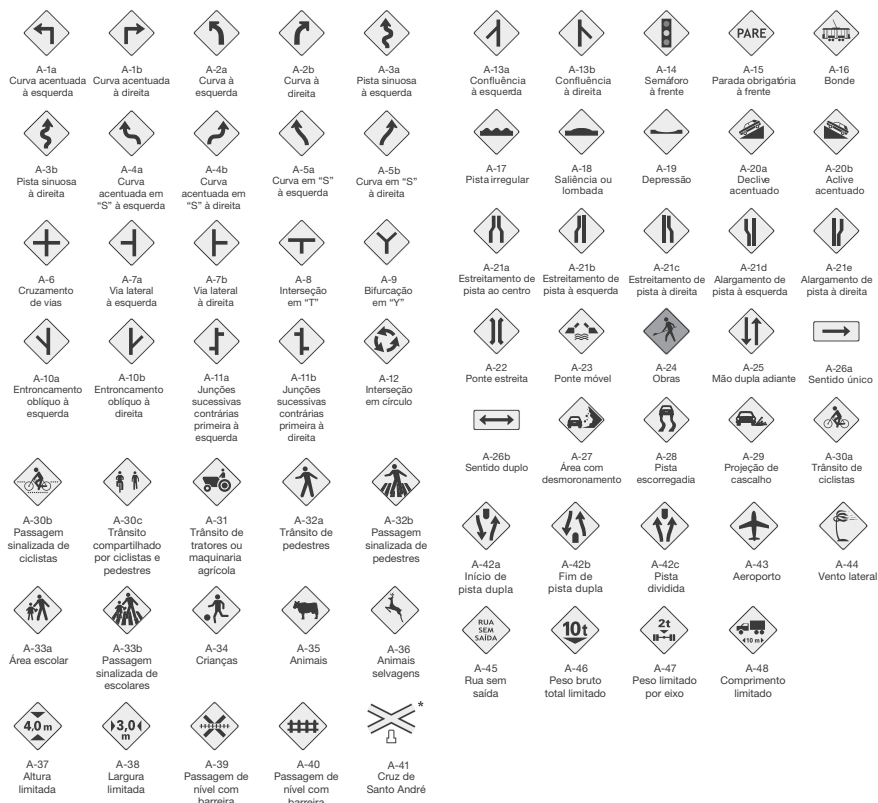 A-1a
Curva acentuada
à esquerda
A-1b
Curva acentuada
à direita
A-2a
Curva à
esquerda
A-2b
Curva à
direita
A-3a
Pista sinuosa
à esquerda
A-3b
Pista sinuosa
à direita
A-4a
Curva
acentuada em
"S" à esquerda
A-4b
Curva
acentuada em
"S" à direita
A-5a
Curva em "S"
à esquerda
A-5b
Curva em "S"
à direita
A-6
Cruzamento
de vias
A-7a
Via lateral
à esquerda
A-7b
Via lateral
à direita
A-8
Interseção
em "T"
A-9
Bifurcação
em "Y"
A-10a
Entroncamento
oblíquo à
esquerda
A-10b
Entroncamento
oblíquo à
direita
A-11a
Junções
sucessivas
contrárias
primeira à
esquerda
A-11b
Junções
sucessivas
contrárias
primeira à
direita
A-12
Interseção
em círculo
A-30b
Passagem
sinalizada de
ciclistas
A-30c
Trânsito
compartilhado
por ciclistas e
pedestres
A-31
Trânsito de
tratores ou
maquinaria
agrícola
A-32a
Trânsito de
pedestres
A-32b
Passagem
sinalizada de
pedestres
A-33a
Área escolar
A-33b
Passagem
sinalizada de
escolares
A-34
Crianças
A-35
Animais
A-36
Animais
selvagens
4,0 m
A-37
Altura
limitada
3,0
m
A-38
Largura
limitada
A-39
Passagem de
nível com
barreira
A-40
Passagem de
nível com
barreira
*
A-41
Cruz de
Santo André
A-13a
Confluência
à esquerda
A-13b
Confluência
à direita
A-14
Semáforo
à frente
PARE
A-15
Parada obrigatória
à frente
A-16
Bonde
A-17
Pista irregular
A-18
Saliência ou
lombada
A-19
Depressão
A-20a
Declive
acentuado
A-20b
Aclive
acentuado
A-21a
Estreitamento de
pista ao centro
A-21b
Estreitamento de
pista à esquerda
A-21c
Estreitamento de
pista à direita
A-21d
Alargamento de
pista à esquerda
A-21e
Alargamento de
pista à direita
A-22
Ponte estreita
A-23
Ponte móvel
A-24
Obras
A-25
Mão dupla adiante
A-26a
Sentido único
A-26b
Sentido duplo
A-27
Área com
desmoronamento
A-28
Pista
escorregadia
A-29
Projeção de
cascalho
A-30a
Trânsito de
ciclistas
A-42a
Início de
pista dupla
A-42b
Fim de
pista dupla
A-42c
Pista
dividida
A-43
Aeroporto
A-44
Vento lateral
RUA
SEM
SAÍDA
A-45
Rua sem
saída
10t
A-46
Peso bruto
total limitado
2t
A-47
Peso limitado
por eixo
10 m
A-48
Comprimento
limitado